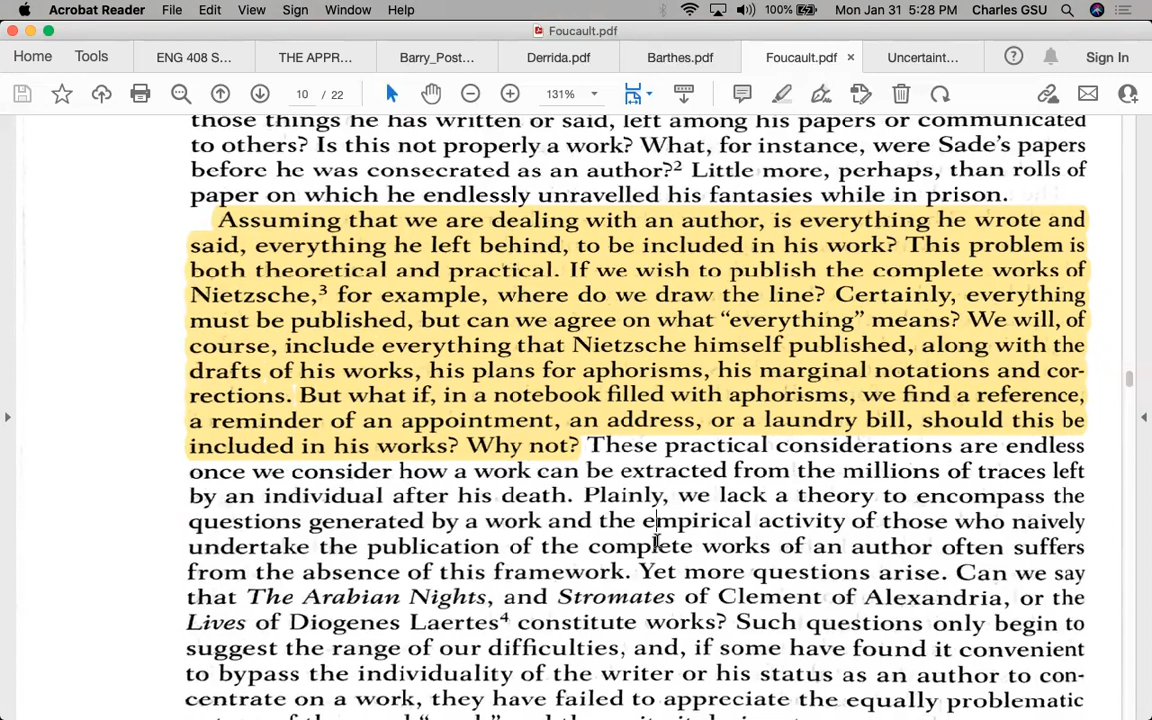 Acrobat Reader File Edit View Sign Window Help 100% Mon Jan 31 5:28 PM Charles GSU
Foucault.pdf
Home Tools ENG 408 S... THE APPR... Barry_Post... Derrida.pdf Barthes.pdf Foucault.pdf × Uncertaint... ? Sign In
10 / 22 131%
those things he has written or said, left among his papers or communicated
to others? Is this not properly a work? What, for instance, were Sade's papers
before he was consecrated as an author?² Little more, perhaps, than rolls of
paper on which he endlessly unravelled his fantasies while in prison.
Assuming that we are dealing with an author, is everything he wrote and
said, everything he left behind, to be included in his work? This problem is
both theoretical and practical. If we wish to publish the complete works of
Nietzsche,³ for example, where do we draw the line? Certainly, everything
must be published, but can we agree on what “everything” means? We will, of
course, include everything that Nietzsche himself published, along with the
drafts of his works, his plans for aphorisms, his marginal notations and cor-
rections. But what if, in a notebook filled with aphorisms, we find a reference,
a reminder of an appointment, an address, or a laundry bill, should this be
included in his works? Why not? These practical considerations are endless
once we consider how a work can be extracted from the millions of traces left
by an individual after his death. Plainly, we lack a theory to encompass the
questions generated by a work and the empirical activity of those who naively
undertake the publication of the complete works of an author often suffers
from the absence of this framework. Yet more questions arise. Can we say
that The Arabian Nights, and Stromates of Clement of Alexandria, or the
Lives of Diogenes Laertes⁴ constitute works? Such questions only begin to
suggest the range of our difficulties, and, if some have found it convenient
to bypass the individuality of the writer or his status as an author to con-
centrate on a work, they have failed to appreciate the equally problematic